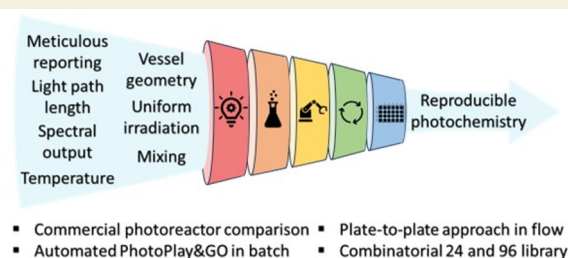 Meticulous
reporting
Light path
length
Spectral
output
Temperature
Vessel
geometry
Uniform
irradiation
Mixing
Reproducible
photochemistry
▪ Commercial photoreactor comparison
▪ Automated PhotoPlay&GO in batch
▪ Plate-to-plate approach in flow
▪ Combinatorial 24 and 96 library